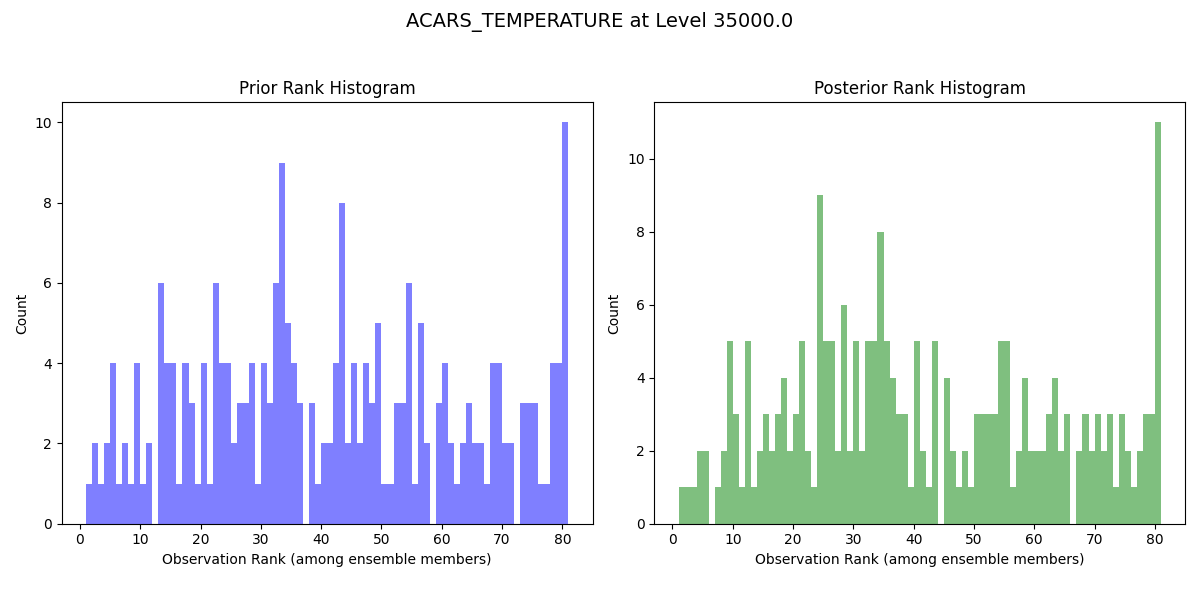 ACARS_TEMPERATURE at Level 35000.0
Prior Rank Histogram
Count
10
8
6
4
2
0
0 10 20 30 40 50 60 70 80
Observation Rank (among ensemble members)
Posterior Rank Histogram
Count
10
8
6
4
2
0
0 10 20 30 40 50 60 70 80
Observation Rank (among ensemble members)